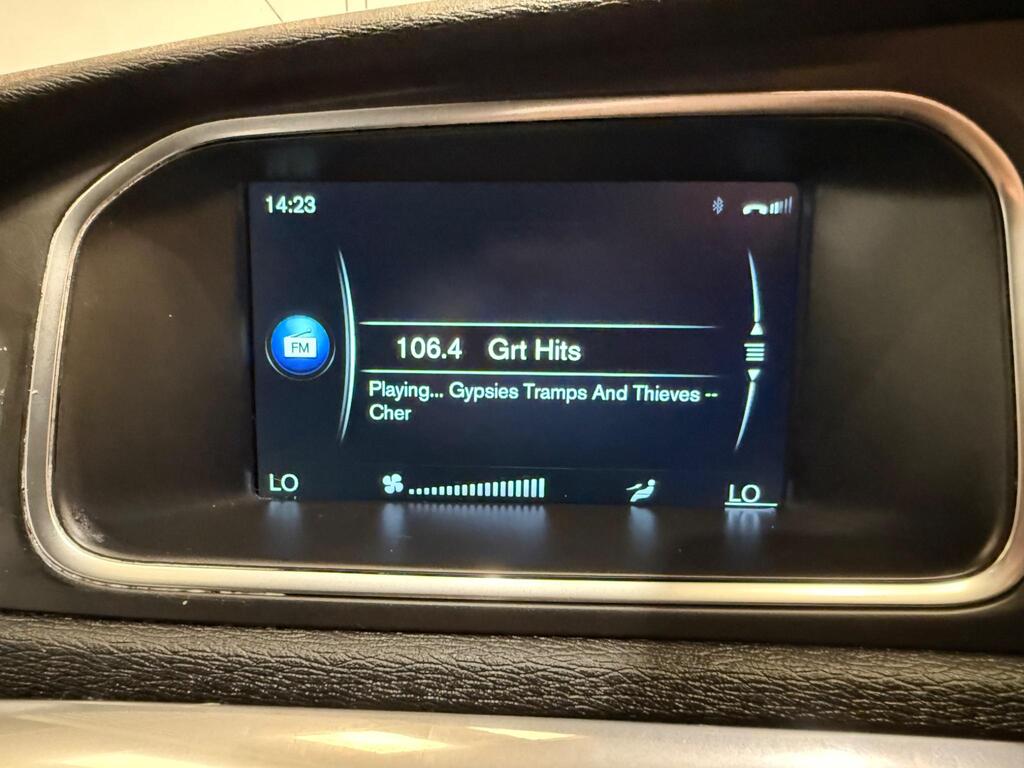 14:23
FM
106.4 Grt Hits
Playing... Gypsies Tramps And Thieves --
Cher
LO
LO